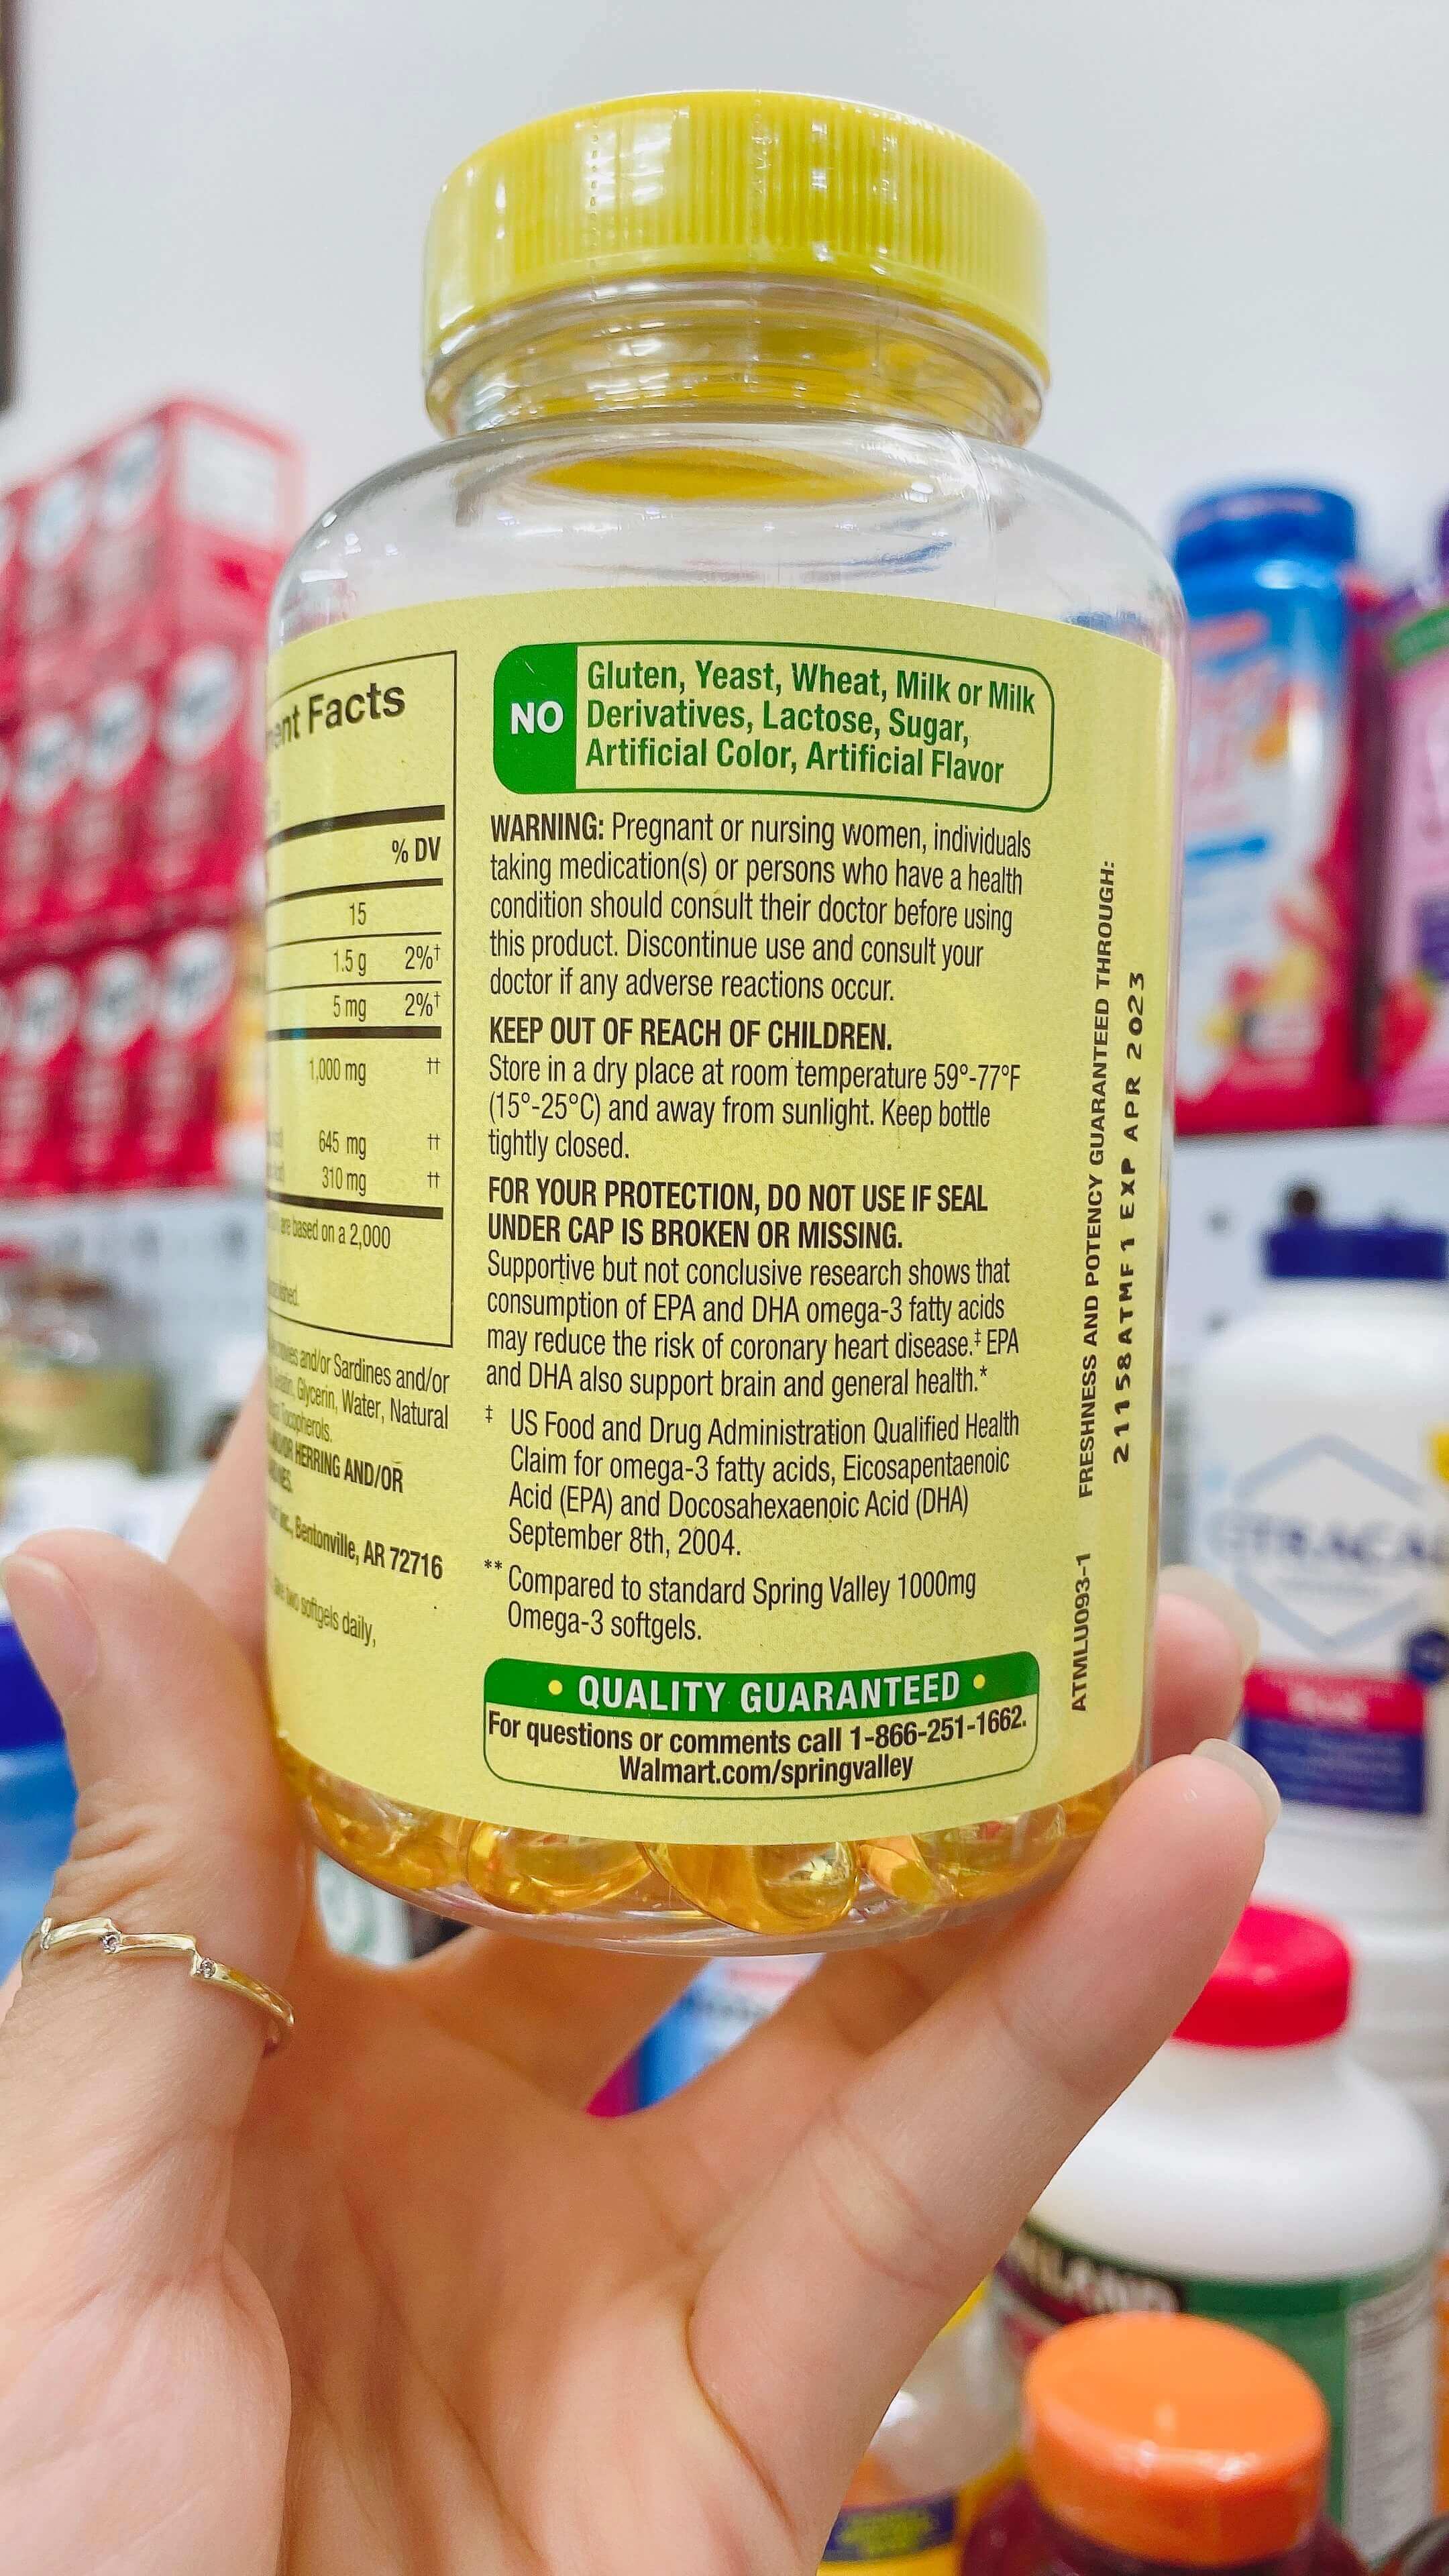 Facts
% DV
15
1.5 g 2%†
5 mg 2%†
1,000 mg ††
645 mg ††
310 mg ††
are based on a 2,000
and/or Sardines and/or
Glycerin, Water, Natural
Tocopherols.
HERRING AND/OR
Bentonville, AR 72716
two softgels daily,
NO
Gluten, Yeast, Wheat, Milk or Milk
Derivatives, Lactose, Sugar,
Artificial Color, Artificial Flavor
WARNING: Pregnant or nursing women, individuals
taking medication(s) or persons who have a health
condition should consult their doctor before using
this product. Discontinue use and consult your
doctor if any adverse reactions occur.
KEEP OUT OF REACH OF CHILDREN.
Store in a dry place at room temperature 59°-77°F
(15°-25°C) and away from sunlight. Keep bottle
tightly closed.
FOR YOUR PROTECTION, DO NOT USE IF SEAL
UNDER CAP IS BROKEN OR MISSING.
Supportive but not conclusive research shows that
consumption of EPA and DHA omega-3 fatty acids
may reduce the risk of coronary heart disease.‡ EPA
and DHA also support brain and general health.*
‡ US Food and Drug Administration Qualified Health
Claim for omega-3 fatty acids, Eicosapentaenoic
Acid (EPA) and Docosahexaenoic Acid (DHA)
September 8th, 2004.
** Compared to standard Spring Valley 1000mg
Omega-3 softgels.
• QUALITY GUARANTEED •
For questions or comments call 1-866-251-1662.
Walmart.com/springvalley
ATMLU093-1 FRESHNESS AND POTENCY GUARANTEED THROUGH:
21158ATMF1 EXP APR 2023